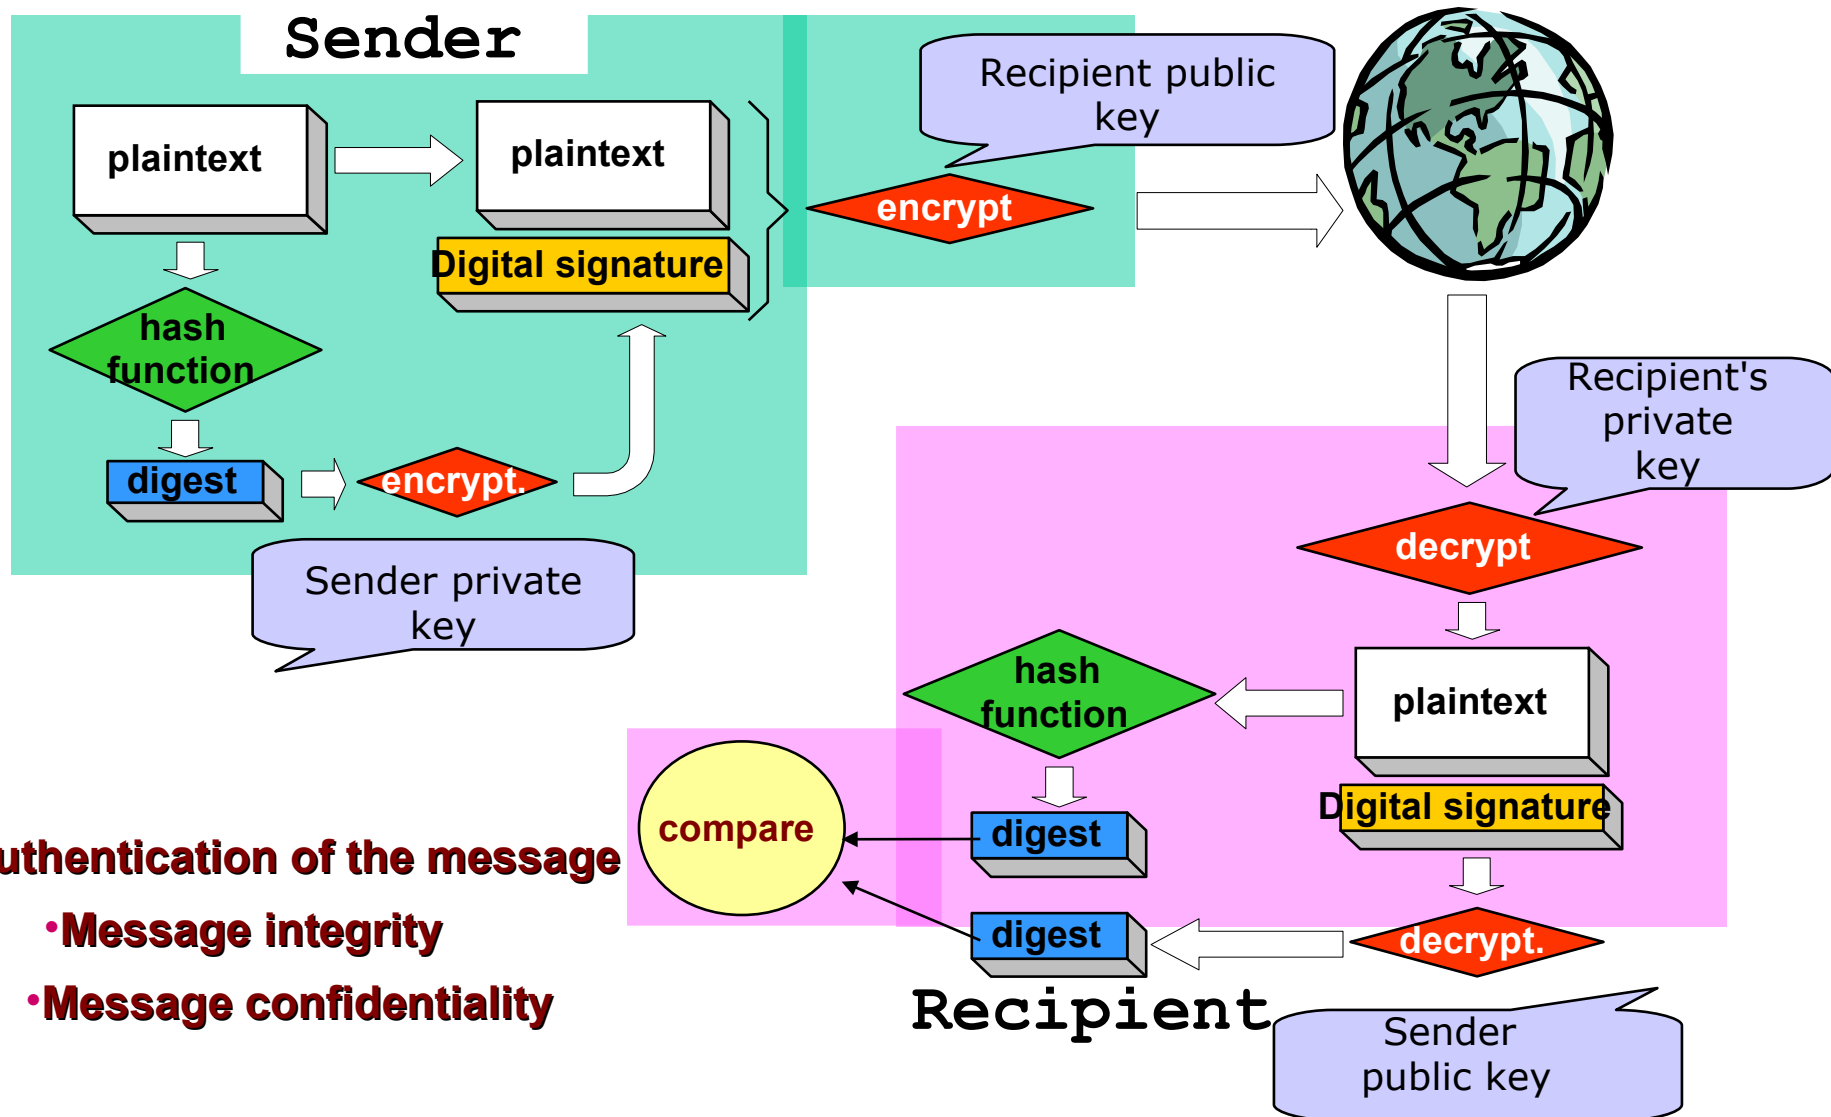 Sender
Recipient public
key
plaintext
plaintext
encrypt
Digital signature
hash
function
Recipient's
private
key
digest
encrypt.
decrypt
Sender private
key
hash
function
plaintext
Digital signature
compare
digest
uthentication of the message
•Message integrity
digest
decrypt.
•Message confidentiality
Recipient
Sender
public key